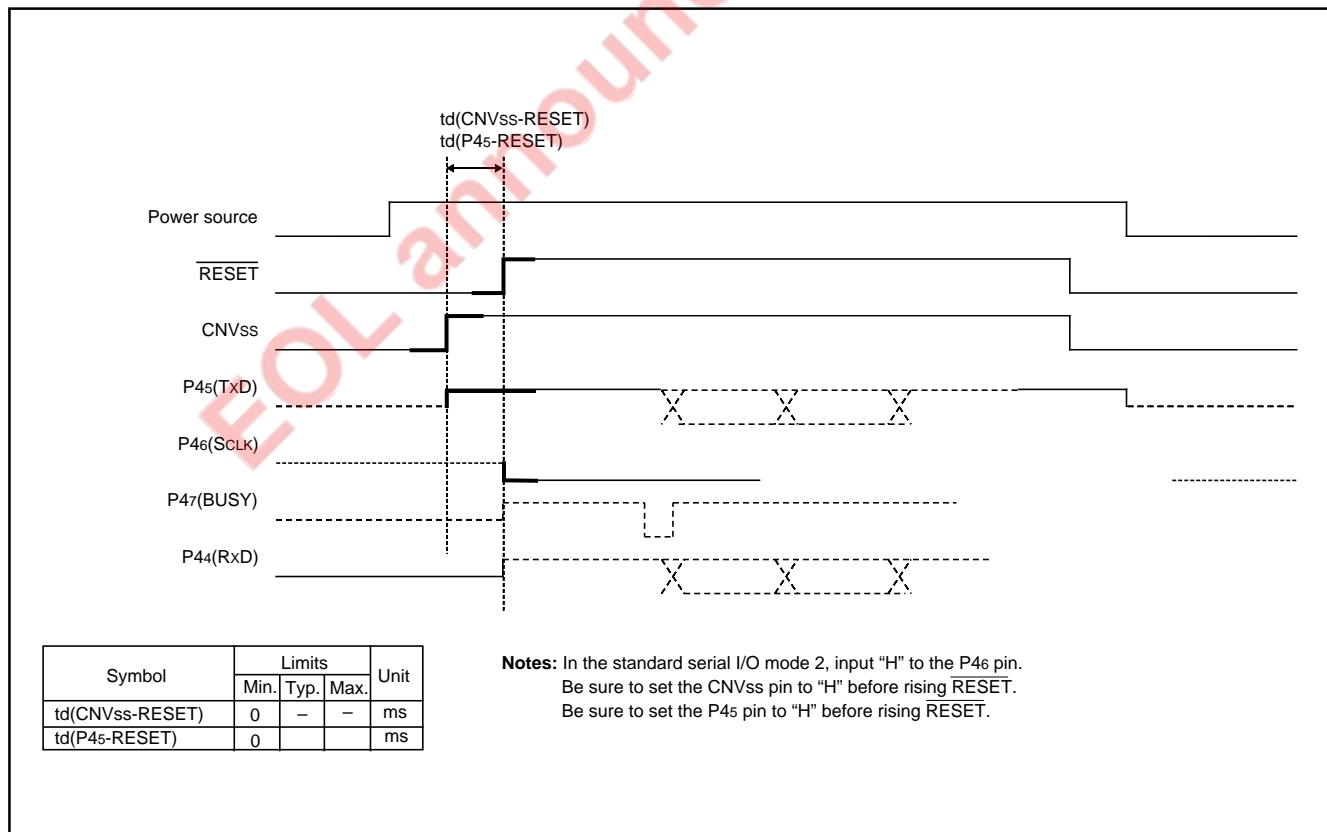 EOL announ
td(CNVss-RESET)
td(P45-RESET)
Power source
RESET
CNVss
P45(TxD)
P46(SCLK)
P47(BUSY)
P44(RxD)
Symbol Limits Unit
Min. Typ. Max.
td(CNVss-RESET) 0 – – ms
td(P45-RESET) 0 ms
Notes: In the standard serial I/O mode 2, input “H” to the P46 pin.
Be sure to set the CNVss pin to “H” before rising RESET.
Be sure to set the P45 pin to “H” before rising RESET.